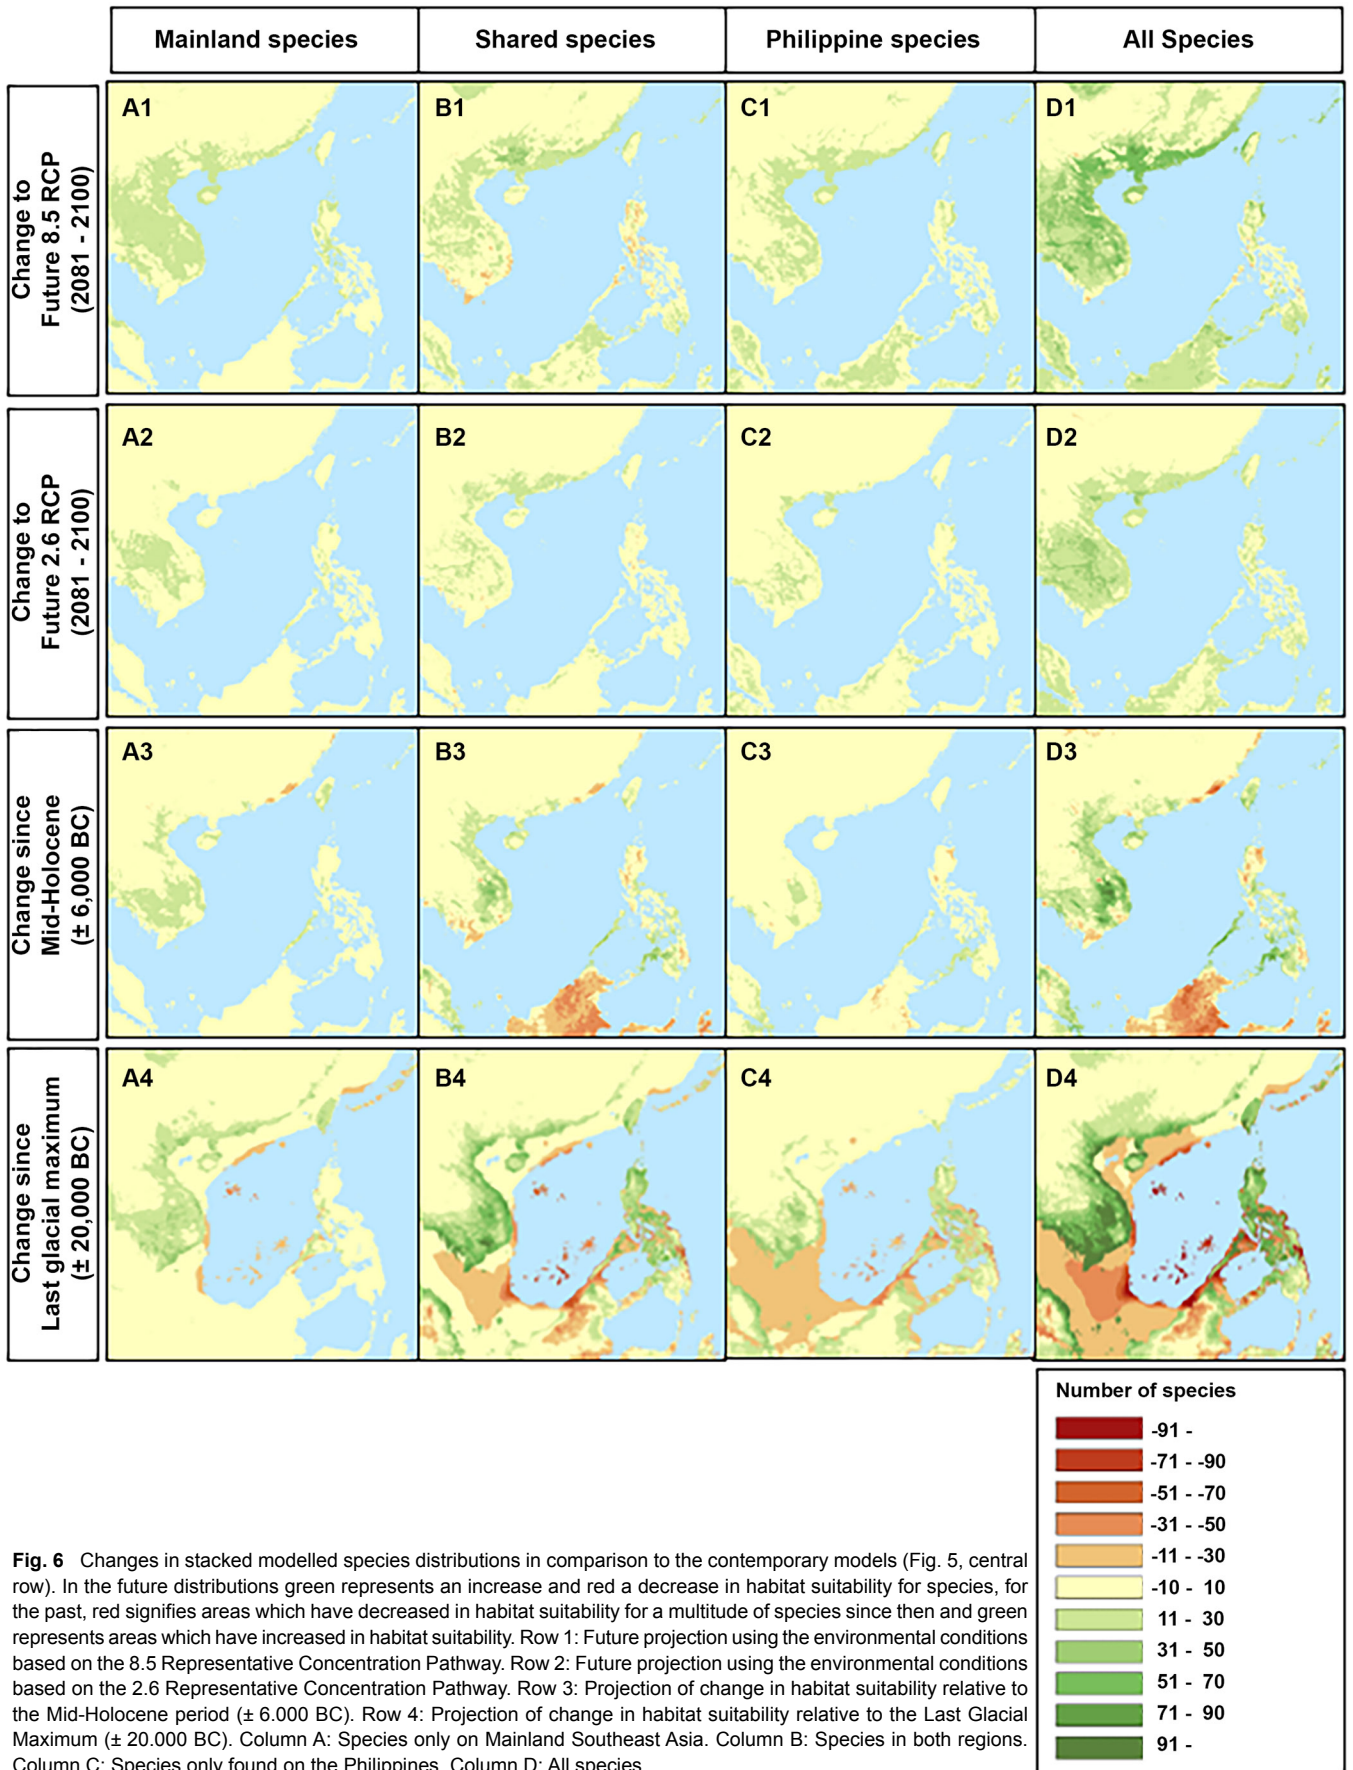 Mainland species
Shared species
Philippine species
All Species
Change to
Future 8.5 RCP
(2081 - 2100)
A1
B1
C1
D1
Change to
Future 2.6 RCP
(2081 - 2100)
A2
B2
C2
D2
Change since
Mid-Holocene
(± 6,000 BC)
A3
B3
C3
D3
Change since
Last glacial maximum
(± 20,000 BC)
A4
B4
C4
D4
Number of species
-91 -
-71 - -90
-51 - -70
-31 - -50
-11 - -30
-10 - 10
11 - 30
31 - 50
51 - 70
71 - 90
91 -
Fig. 6 Changes in stacked modelled species distributions in comparison to the contemporary models (Fig. 5, central
row). In the future distributions green represents an increase and red a decrease in habitat suitability for species, for
the past, red signifies areas which have decreased in habitat suitability for a multitude of species since then and green
represents areas which have increased in habitat suitability. Row 1: Future projection using the environmental conditions
based on the 8.5 Representative Concentration Pathway. Row 2: Future projection using the environmental conditions
based on the 2.6 Representative Concentration Pathway. Row 3: Projection of change in habitat suitability relative to
the Mid-Holocene period (± 6.000 BC). Row 4: Projection of change in habitat suitability relative to the Last Glacial
Maximum (± 20.000 BC). Column A: Species only on Mainland Southeast Asia. Column B: Species in both regions.
Column C: Species only found on the Philippines. Column D: All species